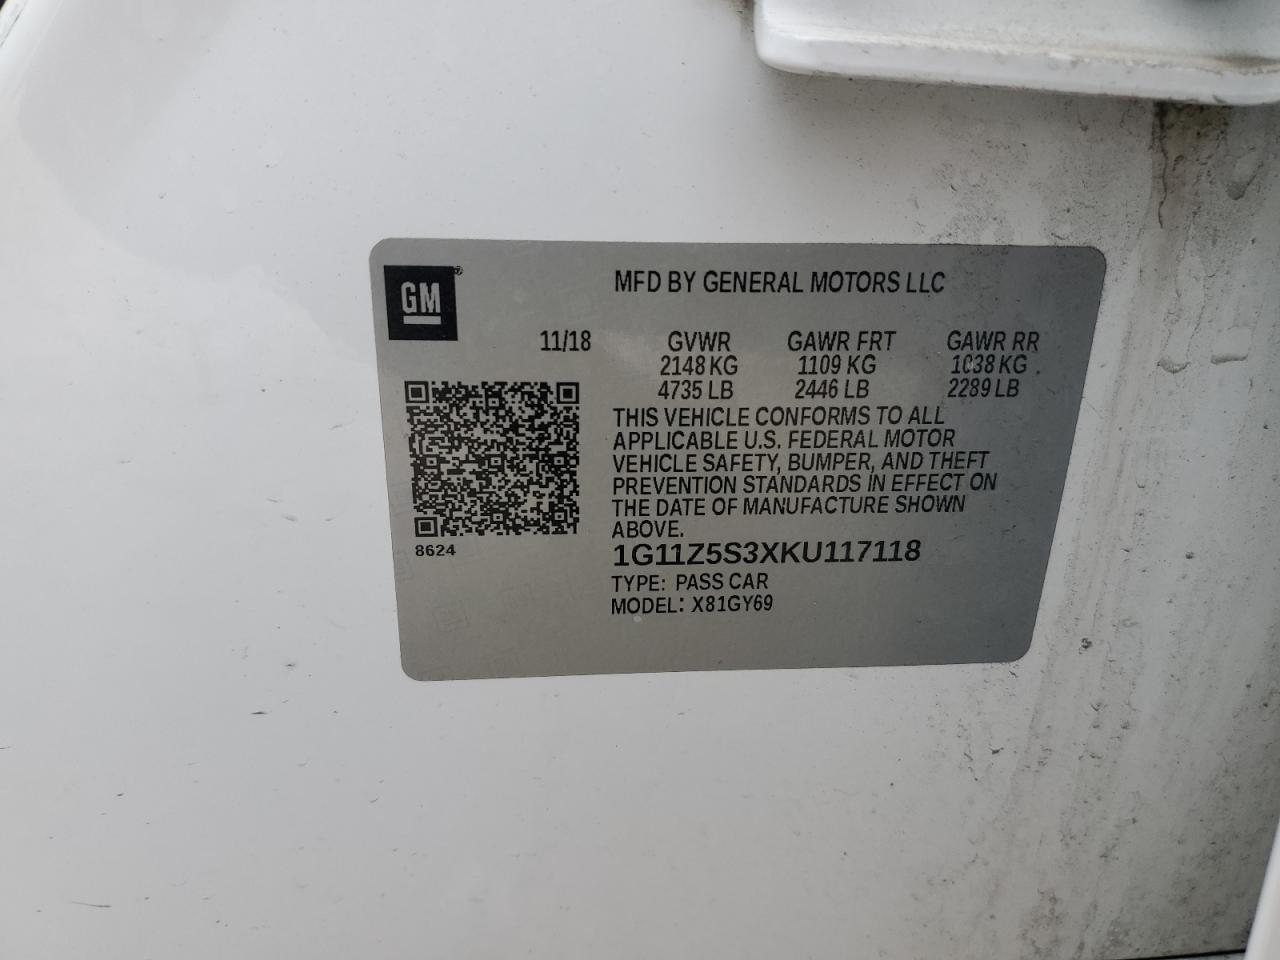 GM®
MFD BY GENERAL MOTORS LLC
11/18 GVWR GAWR FRT GAWR RR
2148 KG 1109 KG 1038 KG
4735 LB 2446 LB 2289 LB
THIS VEHICLE CONFORMS TO ALL
APPLICABLE U.S. FEDERAL MOTOR
VEHICLE SAFETY, BUMPER, AND THEFT
PREVENTION STANDARDS IN EFFECT ON
THE DATE OF MANUFACTURE SHOWN
ABOVE.
8624
1G11Z5S3XKU117118
TYPE: PASS CAR
MODEL: X81GY69